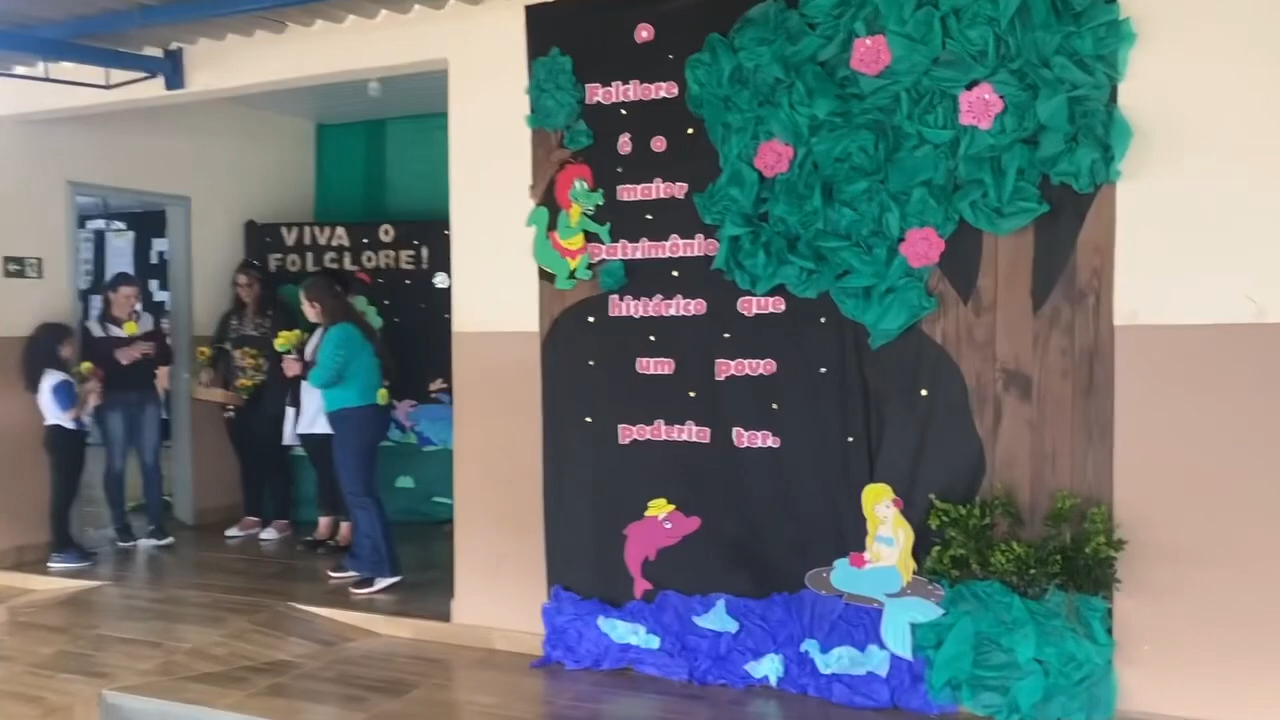 VIVA O
FOLCLORE!
O
Folclore
é o
maior
patrimônio
histórico que
um povo
poderia ter.